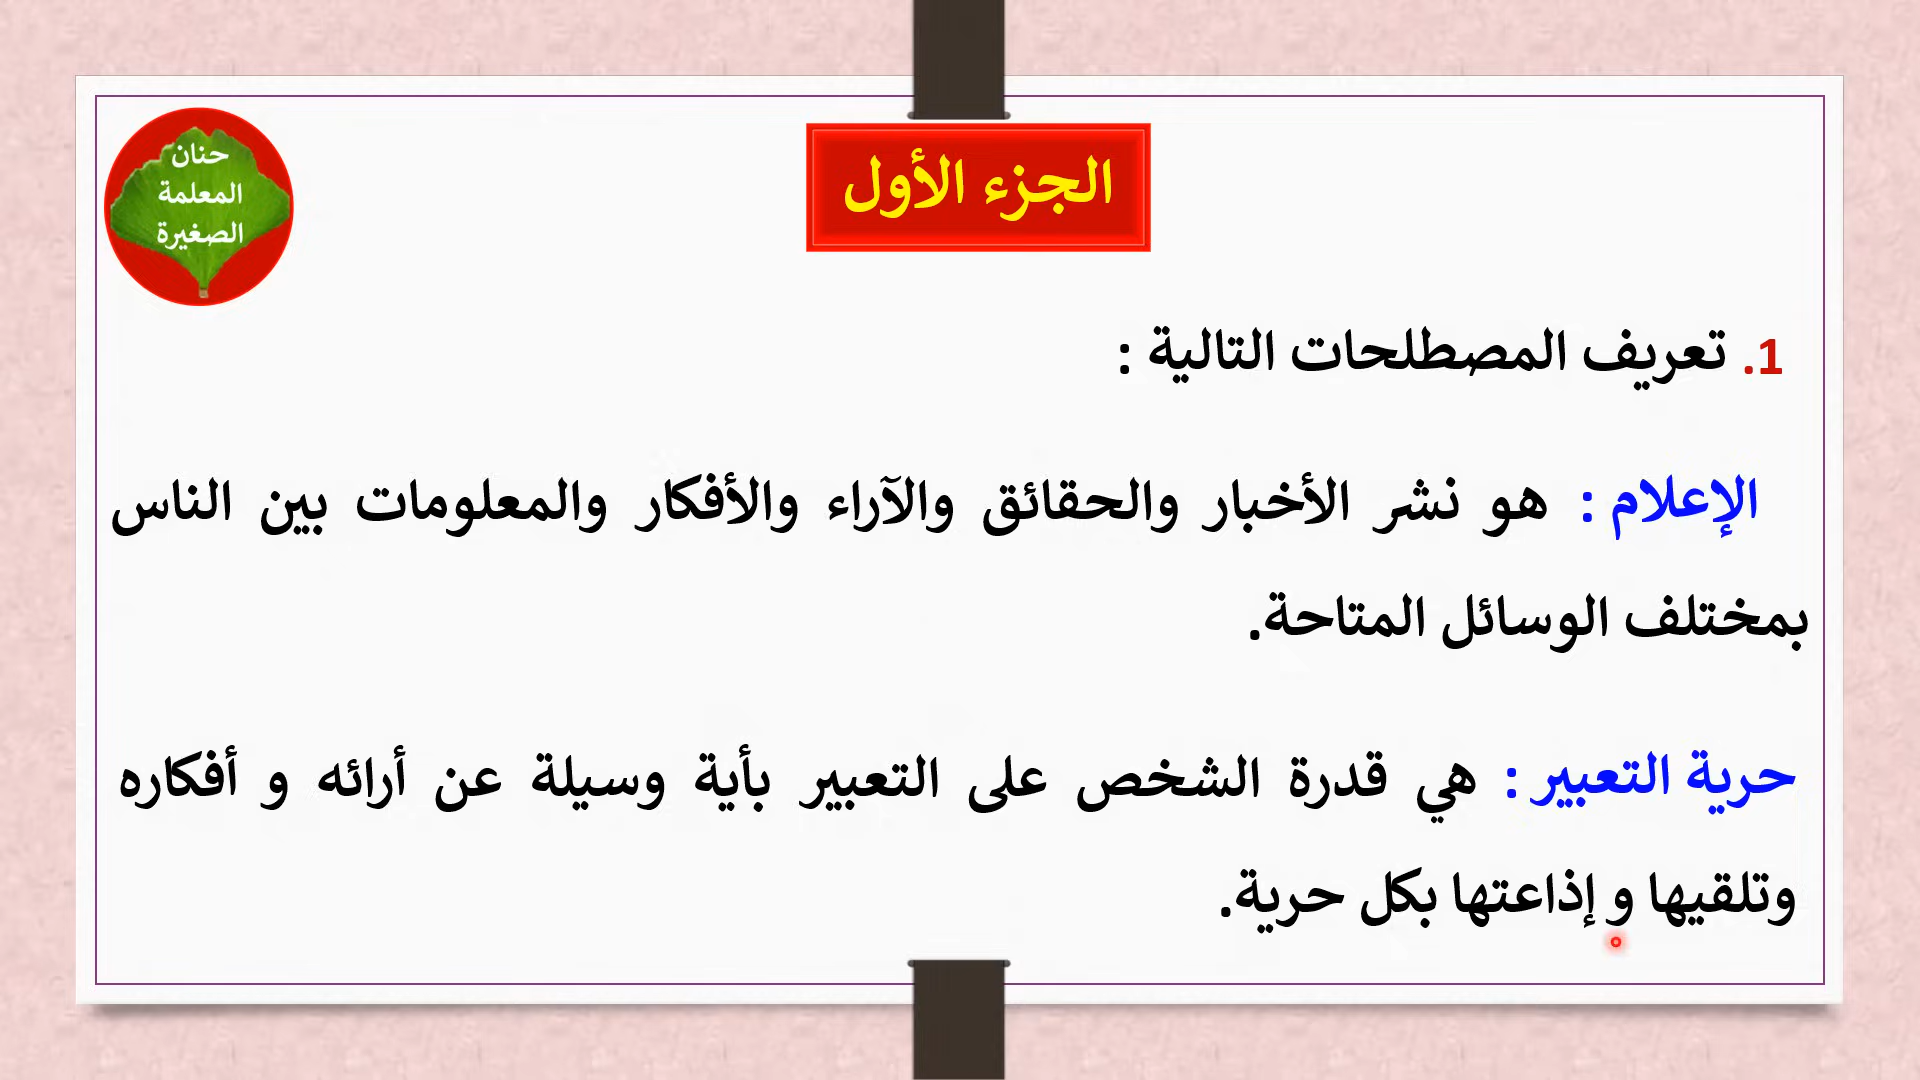 حنان
المعلمة
الصغيرة
الجزء الأول
1. تعريف المصطلحات التالية :
الإعلام : هو نشر الأخبار والحقائق والآراء والأفكار والمعلومات بين الناس
بمختلف الوسائل المتاحة.
حرية التعبير : هي قدرة الشخص على التعبير بأية وسيلة عن أرائه و أفكاره
وتلقيها و إذاعتها بكل حرية.